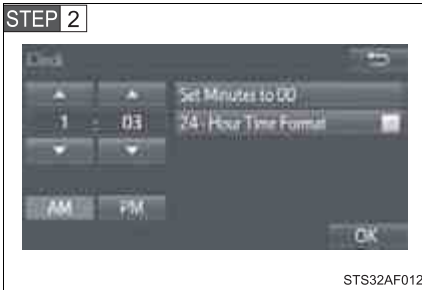 STEP 2
Clock
Set Minutes to 00
1 : 03
24 - Hour Time Format
AM PM
OK
STS32AF012